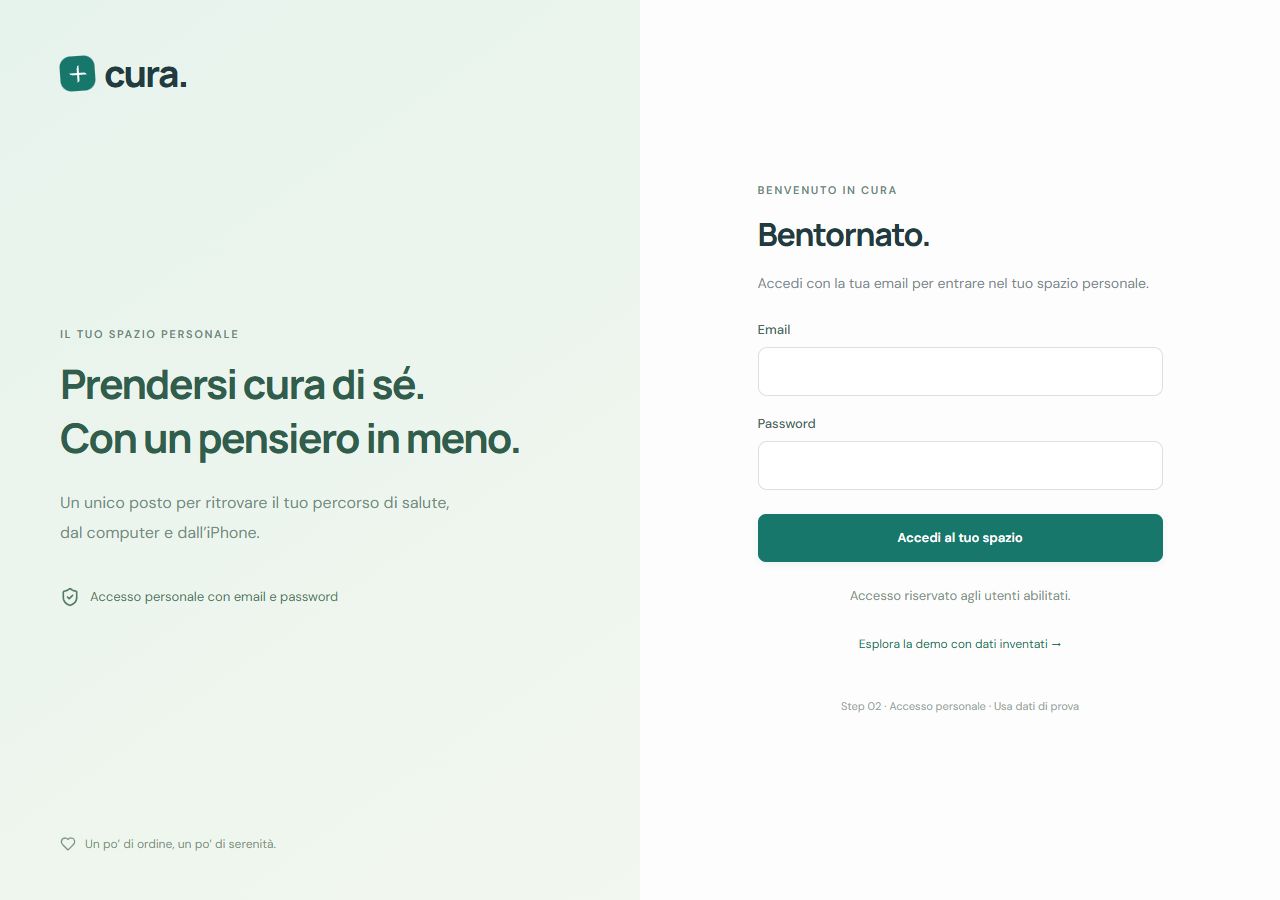 cura.
IL TUO SPAZIO PERSONALE
Prendersi cura di sé.
Con un pensiero in meno.
Un unico posto per ritrovare il tuo percorso di salute,
dal computer e dall’iPhone.
Accesso personale con email e password
Un po’ di ordine, un po’ di serenità.
BENVENUTO IN CURA
Bentornato.
Accedi con la tua email per entrare nel tuo spazio personale.
Email
Password
Accedi al tuo spazio
Accesso riservato agli utenti abilitati.
Esplora la demo con dati inventati →
Step 02 · Accesso personale · Usa dati di prova